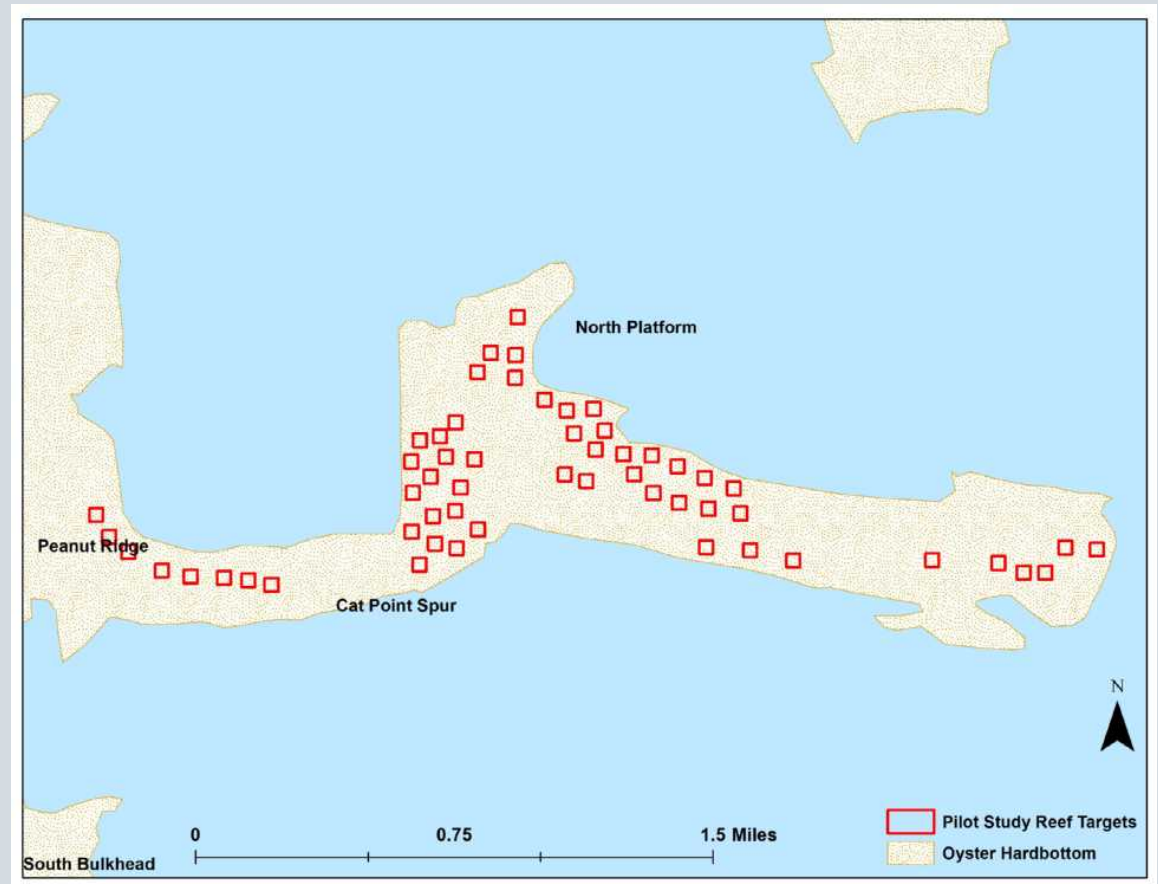 North Platform
Peanut Ridge
Cat Point Spur
N
0 0.75 1.5 Miles
Pilot Study Reef Targets
Oyster Hardbottom
South Bulkhead